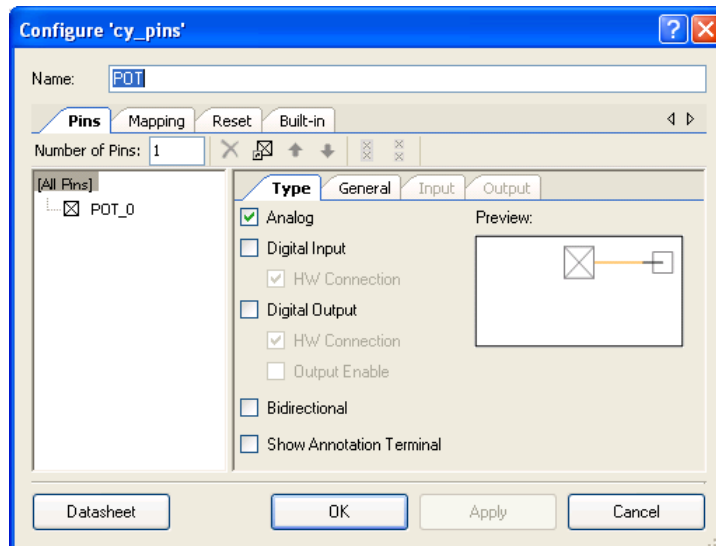 Configure 'cy_pins'
Name: POT
Pins Mapping Reset Built-in
Number of Pins: 1
[All Pins]
POT_0
Type General Input Output
Analog
Preview:
Digital Input
HW Connection
Digital Output
HW Connection
Output Enable
Bidirectional
Show Annotation Terminal
Datasheet OK Apply Cancel